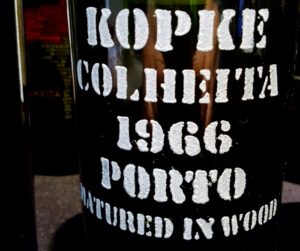 KOPKE
COLHEITA
1966
PORTO
MATURED IN WOOD